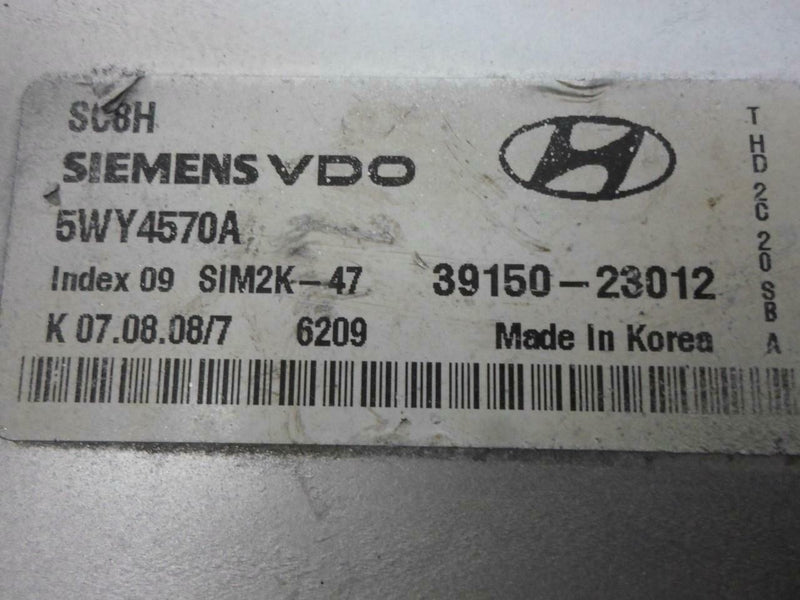 SC8H
SIEMENS VDO
5WY4570A
Index 09 SIM2K-47 39150-23012
K 07.08.08/7 6209 Made In Korea
T HD 2C 20 SB A